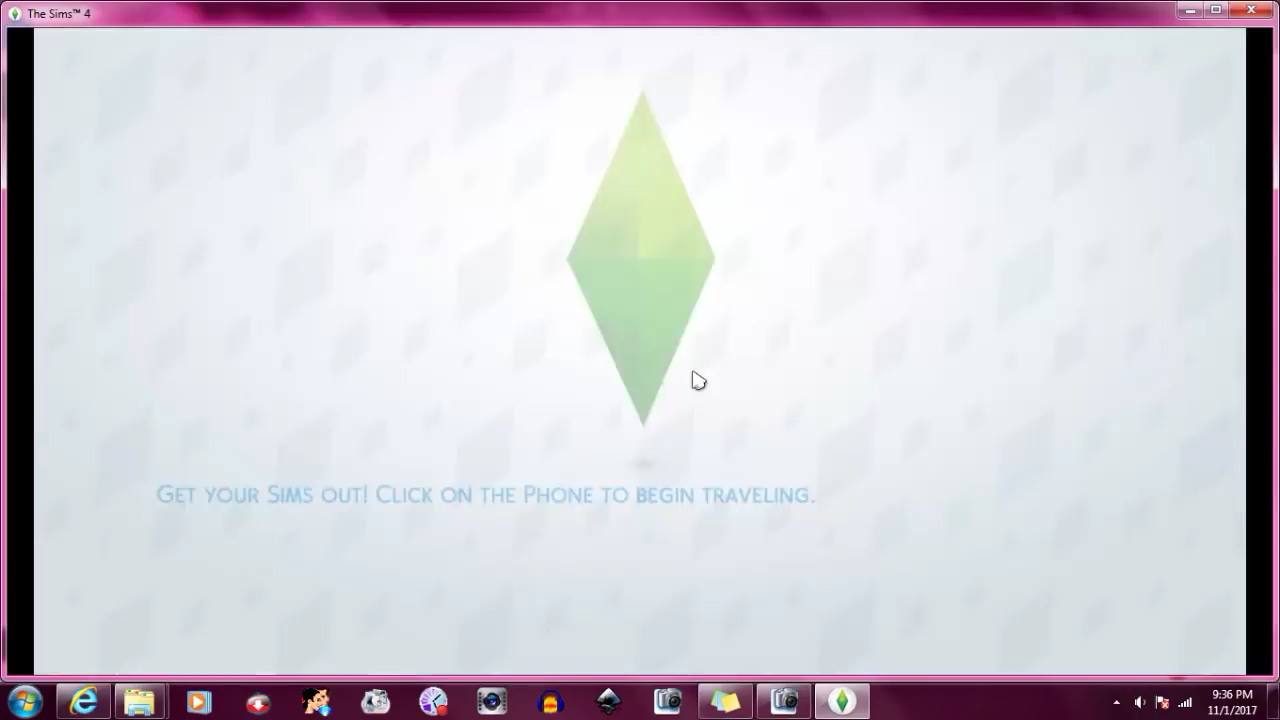 The Sims™ 4
GET YOUR SIMS OUT! CLICK ON THE PHONE TO BEGIN TRAVELING.
9:36 PM
11/1/2017